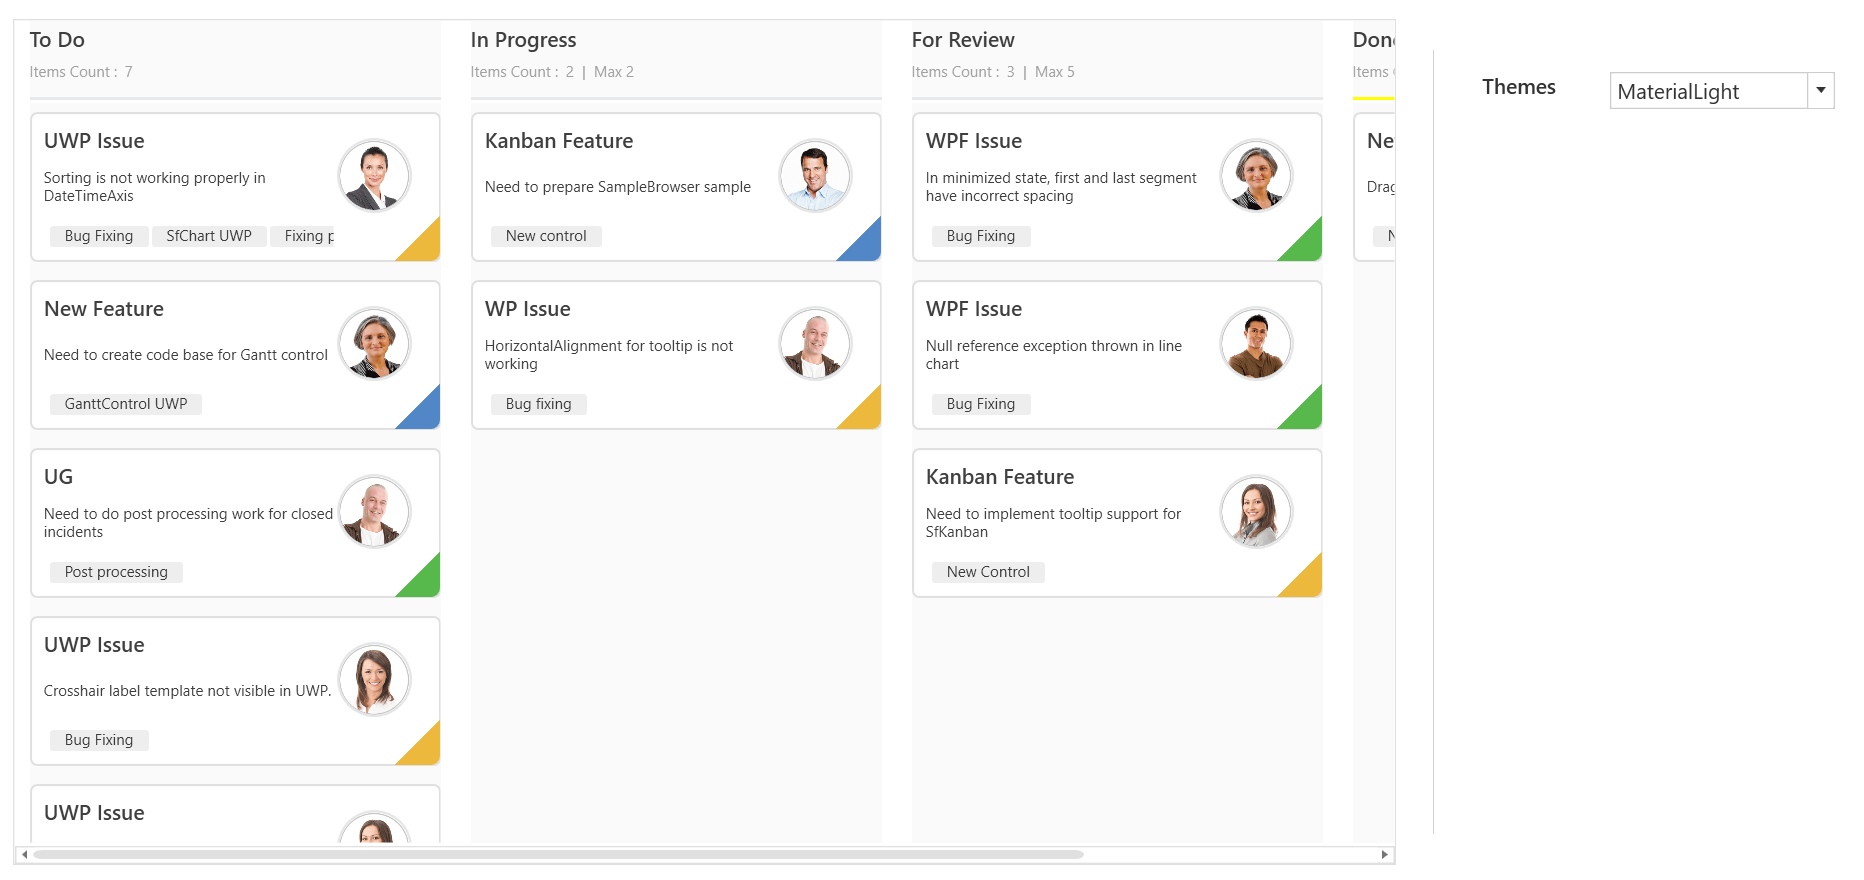 To Do
Items Count : 7
UWP Issue
Sorting is not working properly in
DateTimeAxis
Bug Fixing SfChart UWP Fixing p
New Feature
Need to create code base for Gantt control
GanttControl UWP
UG
Need to do post processing work for closed
incidents
Post processing
UWP Issue
Crosshair label template not visible in UWP.
Bug Fixing
UWP Issue
In Progress
Items Count : 2 | Max 2
Kanban Feature
Need to prepare SampleBrowser sample
New control
WP Issue
HorizontalAlignment for tooltip is not
working
Bug fixing
For Review
Items Count : 3 | Max 5
WPF Issue
In minimized state, first and last segment
have incorrect spacing
Bug Fixing
WPF Issue
Null reference exception thrown in line
chart
Bug Fixing
Kanban Feature
Need to implement tooltip support for
SfKanban
New Control
Done
Items
Ne
Drag
N
Themes
MaterialLight